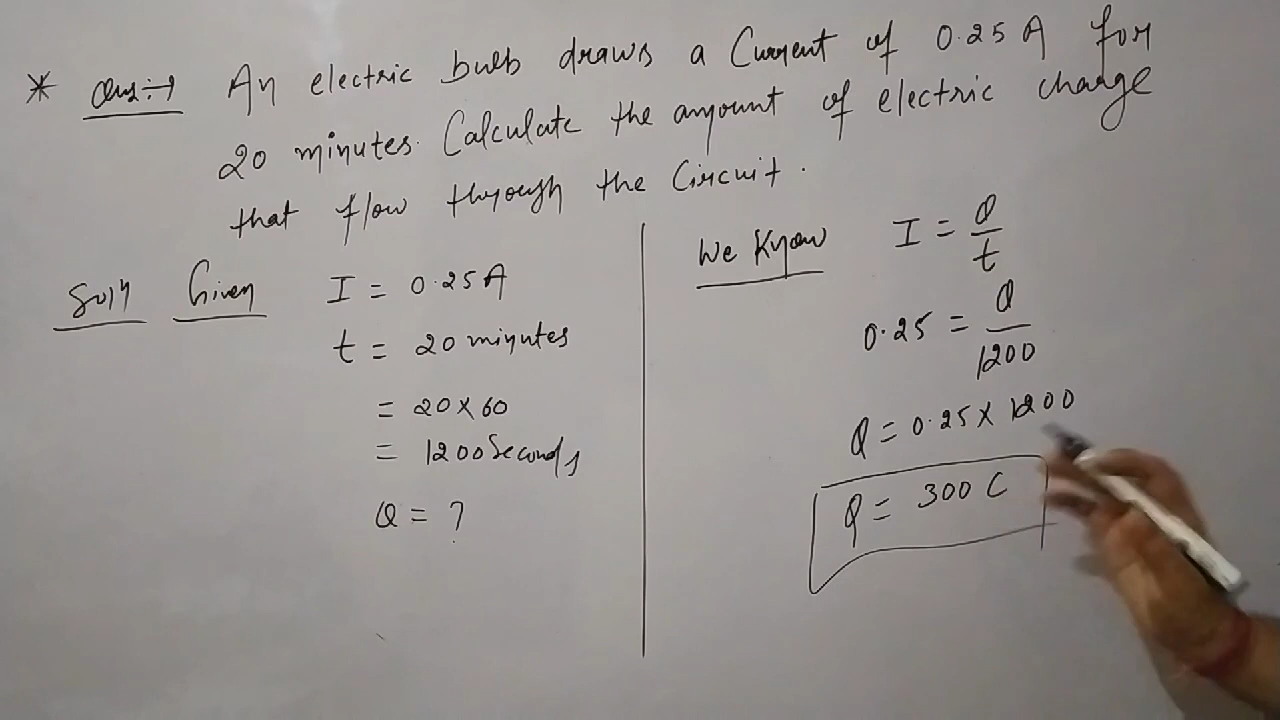 * Ques:→ An electric bulb draws a Current of 0.25 A for
20 minutes. Calculate the amount of electric charge
that flow through the Circuit.
Soln Given I = 0.25 A
t = 20 minutes
= 20 × 60
= 1200 Seconds
Q = ?
We Know I = Q/t
0.25 = Q/1200
Q = 0.25 × 1200
Q = 300 C